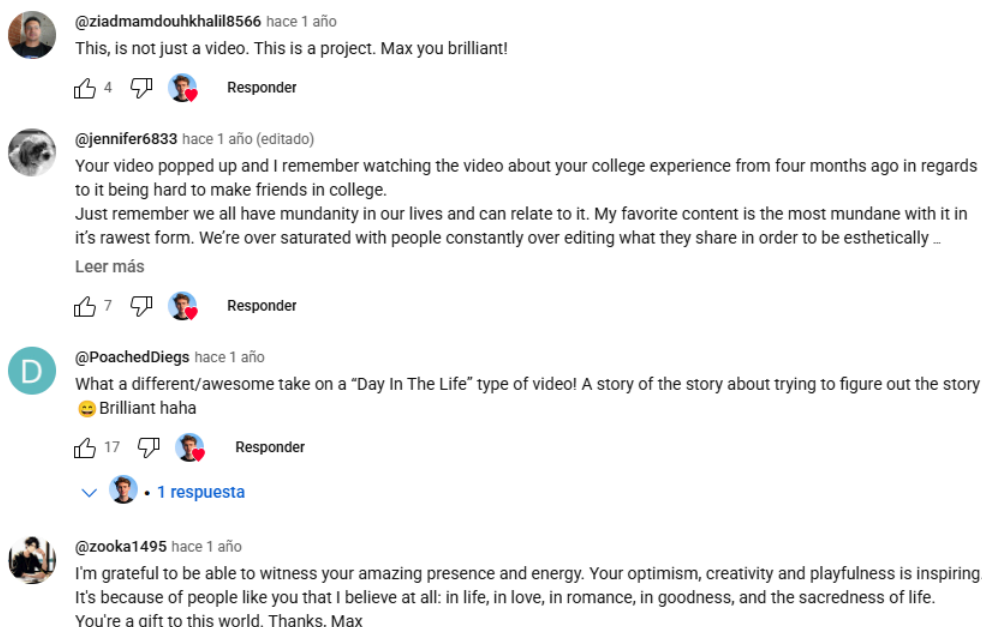 @ziadmamdouhkhalil8566 hace 1 año
This, is not just a video. This is a project. Max you brilliant!
4 Responder
@jennifer6833 hace 1 año (editado)
Your video popped up and I remember watching the video about your college experience from four months ago in regards
to it being hard to make friends in college.
Just remember we all have mundanity in our lives and can relate to it. My favorite content is the most mundane with it in
it’s rawest form. We’re over saturated with people constantly over editing what they share in order to be esthetically ...
Leer más
7 Responder
D
@PoachedDiegs hace 1 año
What a different/awesome take on a “Day In The Life” type of video! A story of the story about trying to figure out the story
😄 Brilliant haha
17 Responder
• 1 respuesta
@zooka1495 hace 1 año
I'm grateful to be able to witness your amazing presence and energy. Your optimism, creativity and playfulness is inspiring.
It's because of people like you that I believe at all: in life, in love, in romance, in goodness, and the sacredness of life.
You're a gift to this world. Thanks, Max